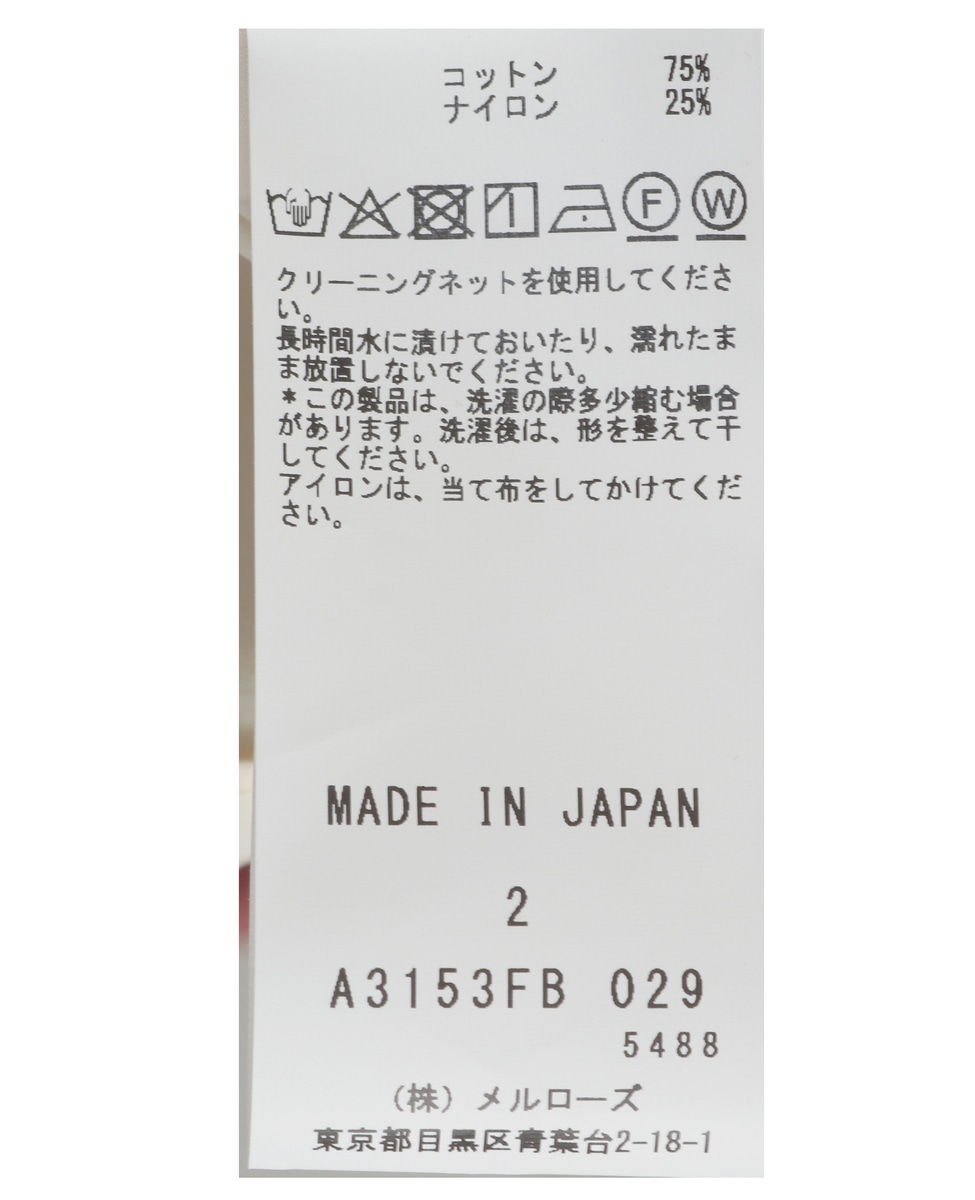 コットン 75%
ナイロン 25%
F W
クリーニングネットを使用してくださ
い。
長時間水に漬けておいたり、濡れたま
ま放置しないでください。
*この製品は、洗濯の際多少縮む場合
があります。洗濯後は、形を整えて干
してください。
アイロンは、当て布をしてかけてくだ
さい。
MADE IN JAPAN
2
A3153FB 029
5488
(株)メルローズ
東京都目黒区青葉台2-18-1